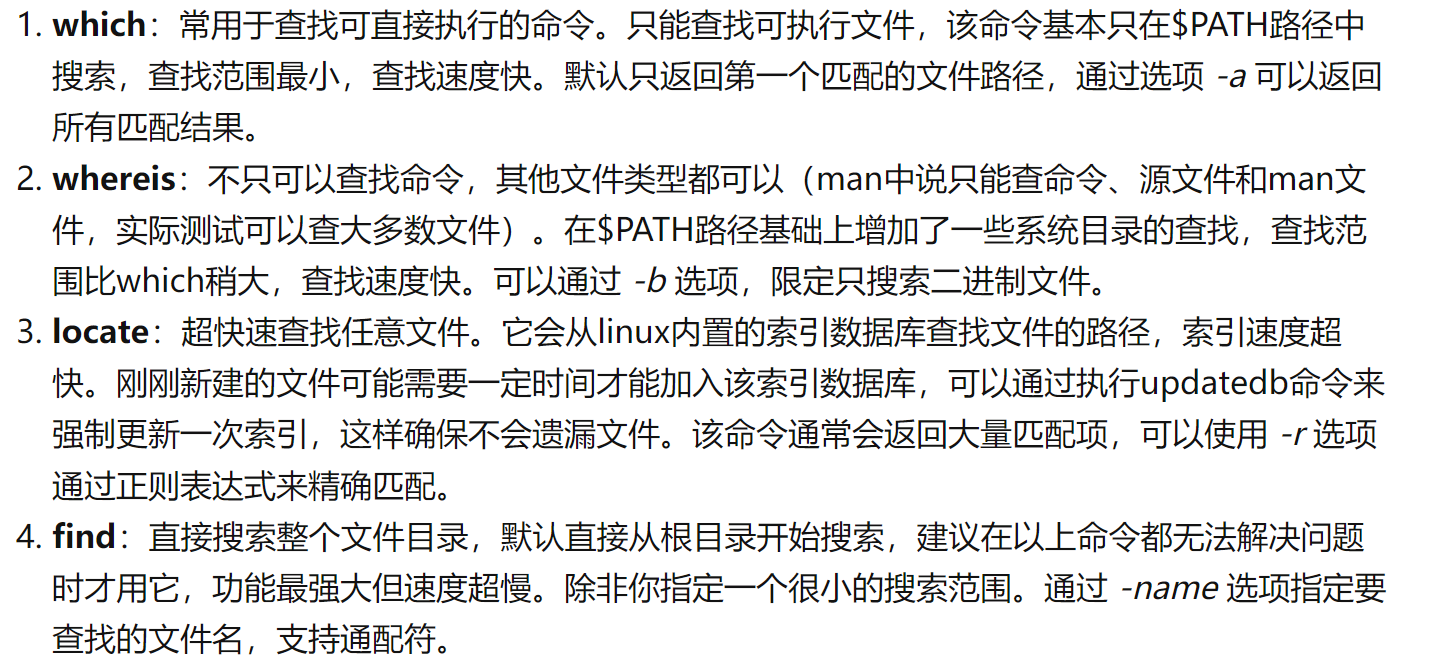 1. which：常用于查找可直接执行的命令。只能查找可执行文件，该命令基本只在$PATH路径中
搜索，查找范围最小，查找速度快。默认只返回第一个匹配的文件路径，通过选项 -a 可以返回
所有匹配结果。
2. whereis：不只可以查找命令，其他文件类型都可以（man中说只能查命令、源文件和man文
件，实际测试可以查大多数文件）。在$PATH路径基础上增加了一些系统目录的查找，查找范
围比which稍大，查找速度快。可以通过 -b 选项，限定只搜索二进制文件。
3. locate：超快速查找任意文件。它会从linux内置的索引数据库查找文件的路径，索引速度超
快。刚刚新建的文件可能需要一定时间才能加入该索引数据库，可以通过执行updatedb命令来
强制更新一次索引，这样确保不会遗漏文件。该命令通常会返回大量匹配项，可以使用 -r 选项
通过正则表达式来精确匹配。
4. find：直接搜索整个文件目录，默认直接从根目录开始搜索，建议在以上命令都无法解决问题
时才用它，功能最强大但速度超慢。除非你指定一个很小的搜索范围。通过 -name 选项指定要
查找的文件名，支持通配符。